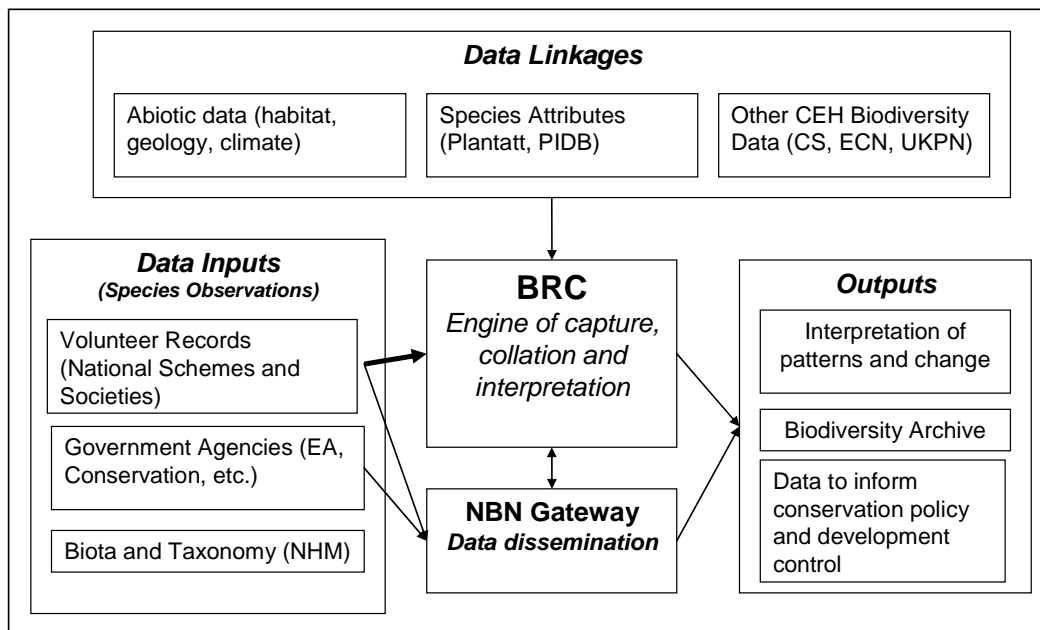 Data Linkages
Abiotic data (habitat,
geology, climate)
Species Attributes
(Plantatt, PIDB)
Other CEH Biodiversity
Data (CS, ECN, UKPN)
Data Inputs
(Species Observations)
Volunteer Records
(National Schemes and
Societies)
Government Agencies (EA,
Conservation, etc.)
Biota and Taxonomy (NHM)
BRC
Engine of capture,
collation and
interpretation
NBN Gateway
Data dissemination
Outputs
Interpretation of
patterns and change
Biodiversity Archive
Data to inform
conservation policy
and development
control